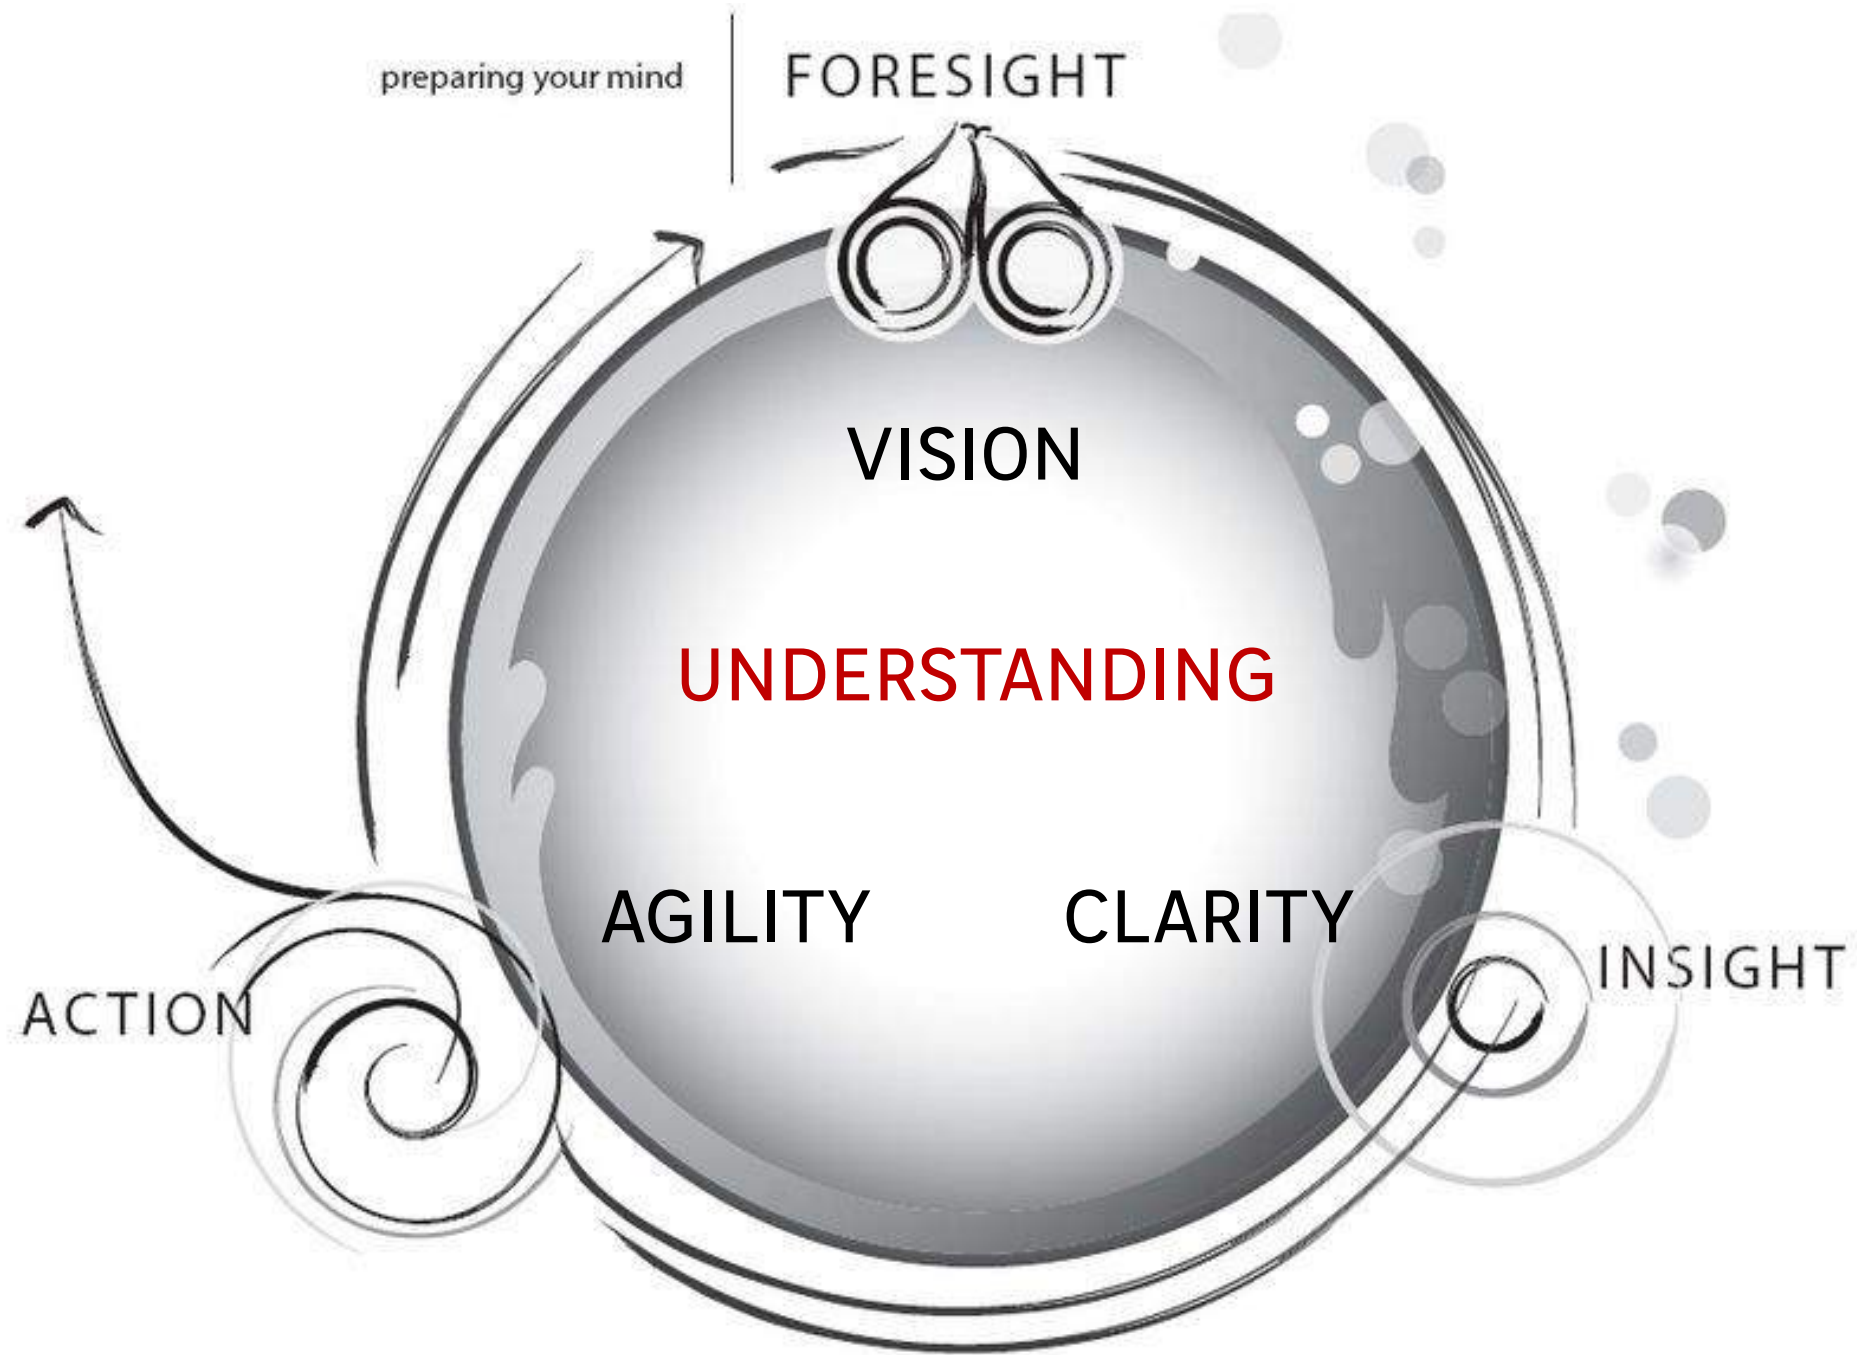 preparing your mind
FORESIGHT
VISION
UNDERSTANDING
AGILITY
CLARITY
ACTION
INSIGHT